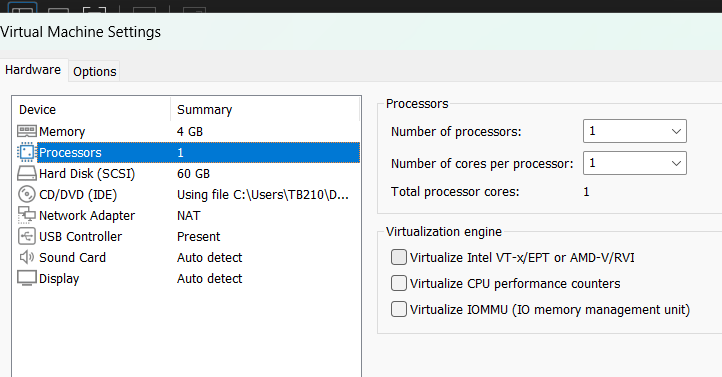 Virtual Machine Settings
Hardware Options
Device Summary
Memory 4 GB
Processors 1
Hard Disk (SCSI) 60 GB
CD/DVD (IDE) Using file C:\Users\TB210\D...
Network Adapter NAT
USB Controller Present
Sound Card Auto detect
Display Auto detect
Processors
Number of processors: 1
Number of cores per processor: 1
Total processor cores: 1
Virtualization engine
Virtualize Intel VT-x/EPT or AMD-V/RVI
Virtualize CPU performance counters
Virtualize IOMMU (IO memory management unit)